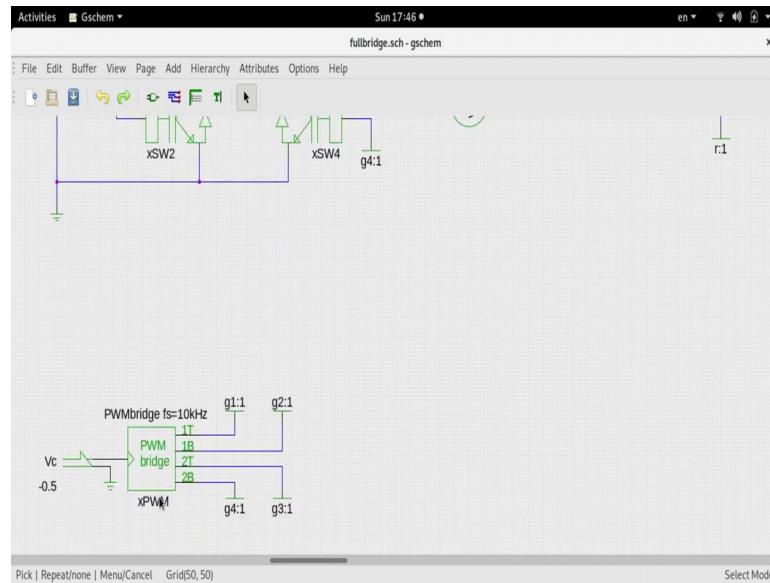 Activities Gschem Sun 17:46 en
fullbridge.sch - gschem
File Edit Buffer View Page Add Hierarchy Attributes Options Help
xSW2 xSW4 g4:1 r:1
g1:1 g2:1
PWMbridge fs=10kHz
1T
PWM 1B
Vc bridge 2T
-0.5 2B
xPWM g4:1 g3:1
Pick | Repeat/none | Menu/Cancel Grid(50, 50) Select Mod